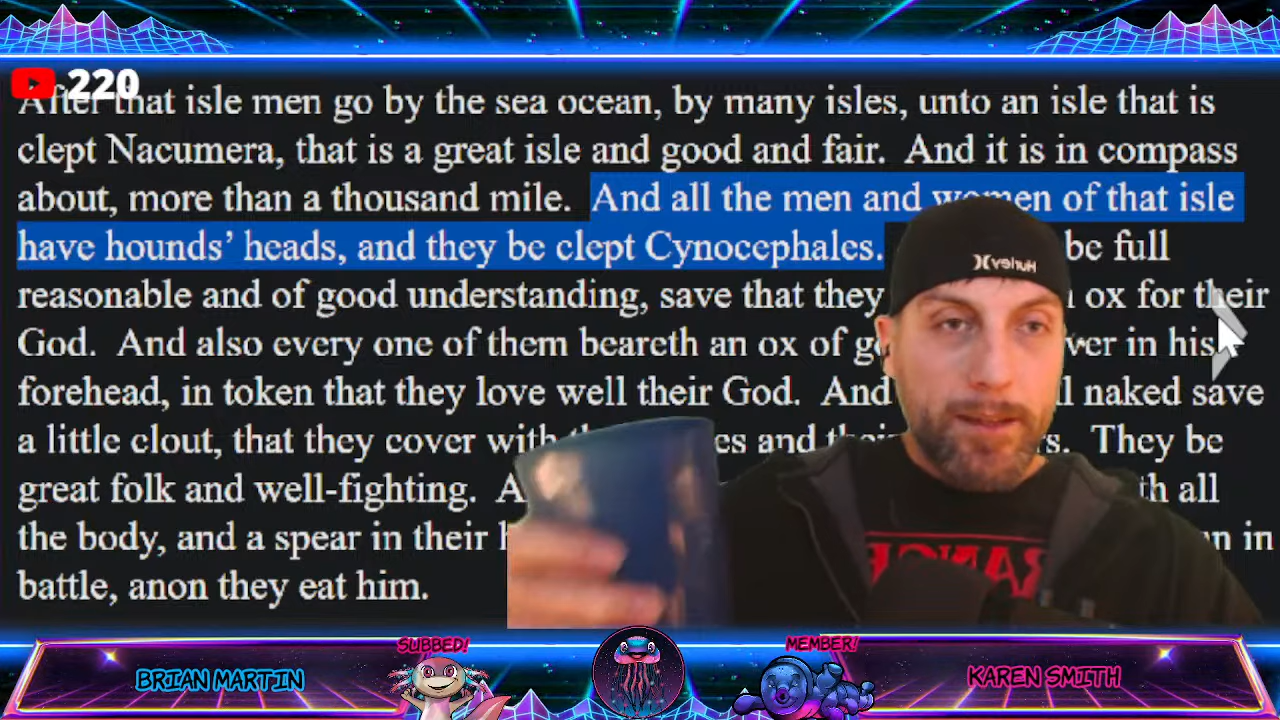 220
After that isle men go by the sea ocean, by many isles, unto an isle that is
clept Nacumera, that is a great isle and good and fair. And it is in compass
about, more than a thousand mile. And all the men and women of that isle
have hounds’ heads, and they be clept Cynocephales. be full
reasonable and of good understanding, save that they ox for their
God. And also every one of them beareth an ox of in his
forehead, in token that they love well their God. And naked save
a little clout, that they cover with and They be
great folk and well-fighting. all
the body, and a spear in their in
battle, anon they eat him.
Hurley
SUBBED!
BRIAN MARTIN
MEMBER!
KAREN SMITH